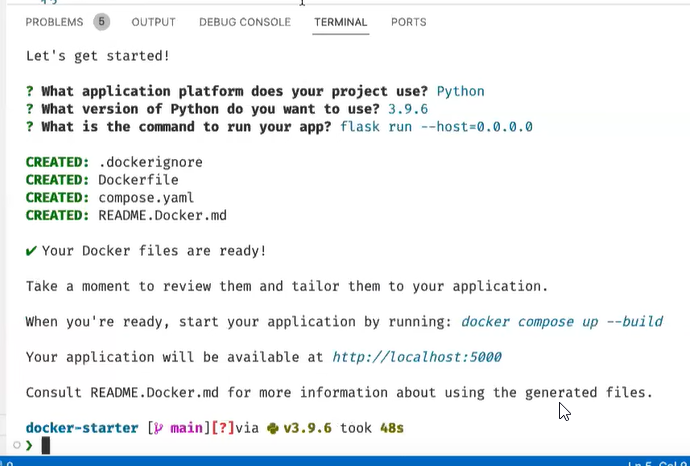 PROBLEMS 5 OUTPUT DEBUG CONSOLE TERMINAL PORTS
Let's get started!
? What application platform does your project use? Python
? What version of Python do you want to use? 3.9.6
? What is the command to run your app? flask run --host=0.0.0.0
CREATED: .dockerignore
CREATED: Dockerfile
CREATED: compose.yaml
CREATED: README.Docker.md
✔ Your Docker files are ready!
Take a moment to review them and tailor them to your application.
When you're ready, start your application by running: docker compose up --build
Your application will be available at http://localhost:5000
Consult README.Docker.md for more information about using the generated files.
docker-starter [ main][?]via v3.9.6 took 48s
❯